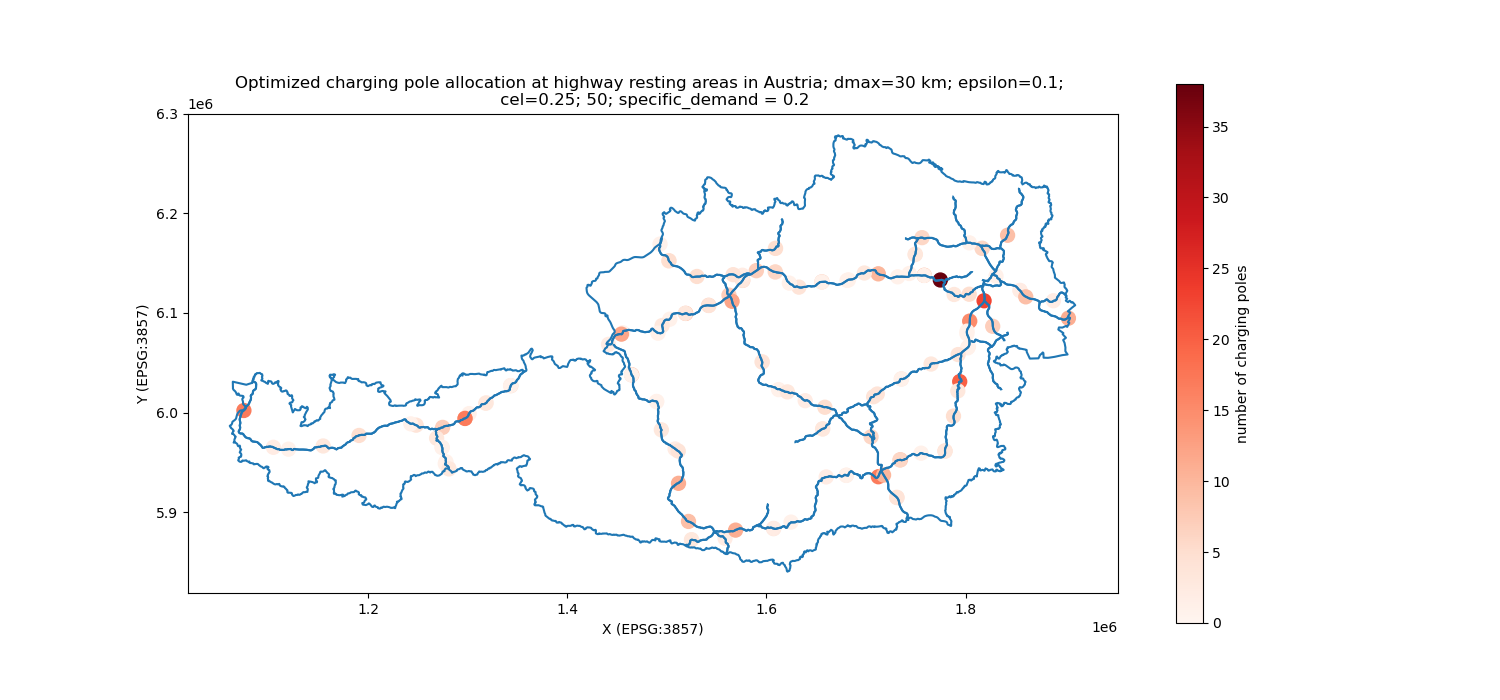 Optimized charging pole allocation at highway resting areas in Austria; dmax=30 km; epsilon=0.1;
cel=0.25; 50; specific_demand = 0.2
1e6
6.3
6.2
6.1
6.0
5.9
Y (EPSG:3857)
1.2
1.4
1.6
1.8
X (EPSG:3857)
1e6
35
30
25
20
15
10
5
0
number of charging poles